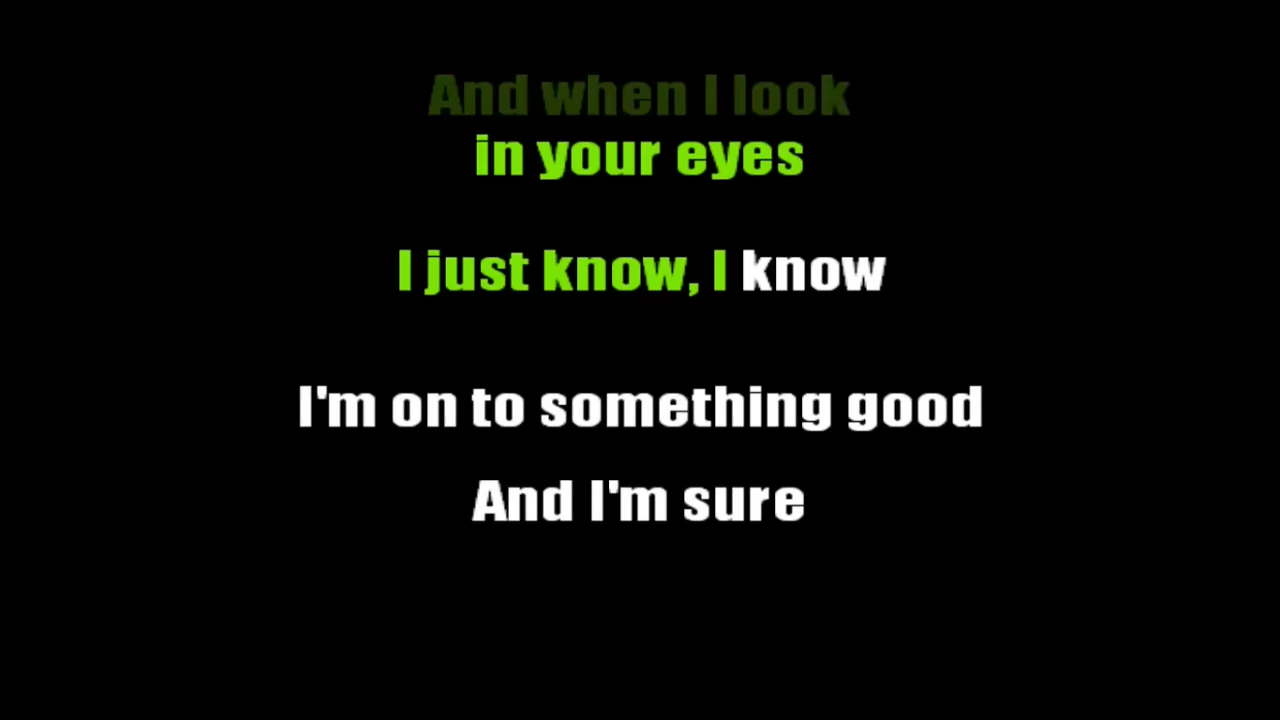 And when I look
in your eyes
I just know, I know
I'm on to something good
And I'm sure